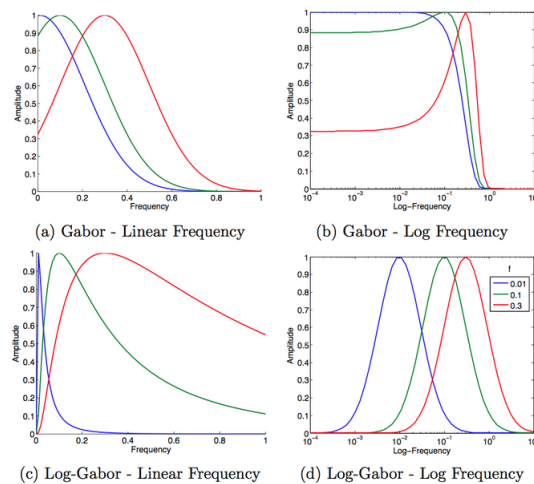 1
0.9
0.8
0.7
0.6
0.5
0.4
0.3
0.2
0.1
0
Amplitude
0 0.2 0.4 0.6 0.8 1
Frequency
(a) Gabor - Linear Frequency
1
0.9
0.8
0.7
0.6
0.5
0.4
0.3
0.2
0.1
0
Amplitude
10⁻⁴ 10⁻³ 10⁻² 10⁻¹ 10⁰ 10
Log-Frequency
(b) Gabor - Log Frequency
1
0.9
0.8
0.7
0.6
0.5
0.4
0.3
0.2
0.1
0
Amplitude
0 0.2 0.4 0.6 0.8 1
Frequency
(c) Log-Gabor - Linear Frequency
1
0.9
0.8
0.7
0.6
0.5
0.4
0.3
0.2
0.1
0
Amplitude
f
0.01
0.1
0.3
10⁻⁴ 10⁻³ 10⁻² 10⁻¹ 10⁰ 10
Log-Frequency
(d) Log-Gabor - Log Frequency